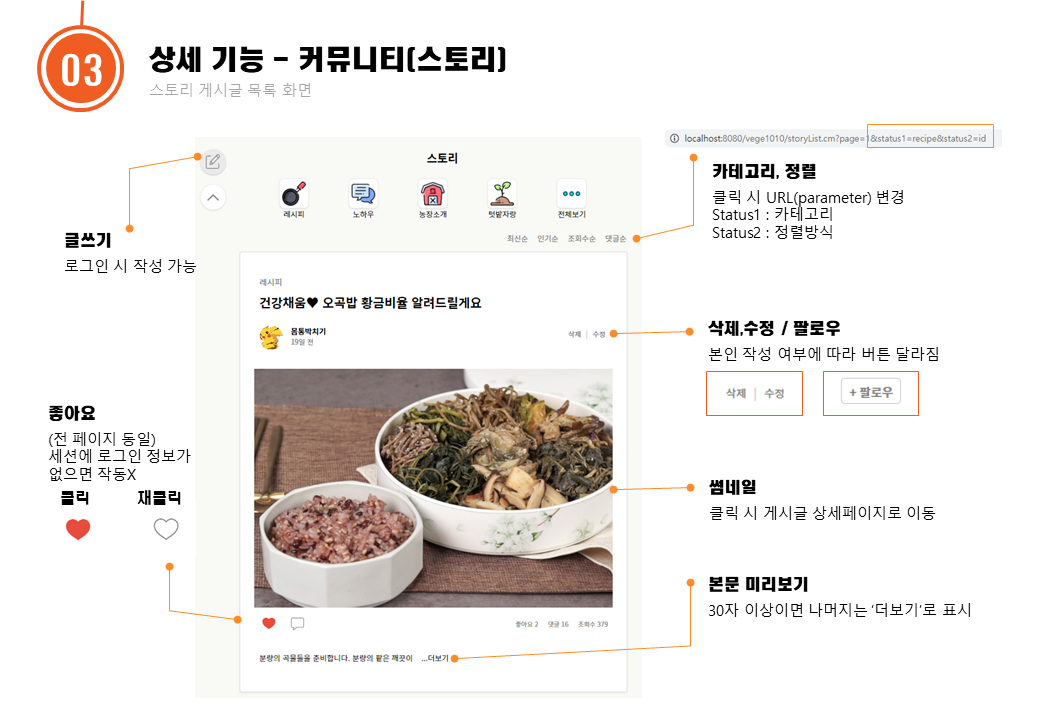 03
상세 기능 - 커뮤니티(스토리)
스토리 게시글 목록 화면
localhost:8080/vege1010/storyList.cm?page=1&status1=recipe&status2=id
스토리
레시피
노하우
농장소개
텃밭자랑
전체보기
최신순 인기순 조회수순 댓글순
글쓰기
로그인 시 작성 가능
카테고리, 정렬
클릭 시 URL(parameter) 변경
Status1 : 카테고리
Status2 : 정렬방식
레시피
건강채움♥ 오곡밥 황금비율 알려드릴게요
몸통박치기
19일 전
삭제 | 수정
삭제,수정 / 팔로우
본인 작성 여부에 따라 버튼 달라짐
삭제 | 수정
+ 팔로우
좋아요
(전 페이지 동일)
세션에 로그인 정보가
없으면 작동X
클릭
재클릭
썸네일
클릭 시 게시글 상세페이지로 이동
본문 미리보기
30자 이상이면 나머지는 '더보기'로 표시
좋아요 2 댓글 16 조회수 379
분량의 곡물들을 준비합니다. 분량의 팥은 깨끗이 ...더보기